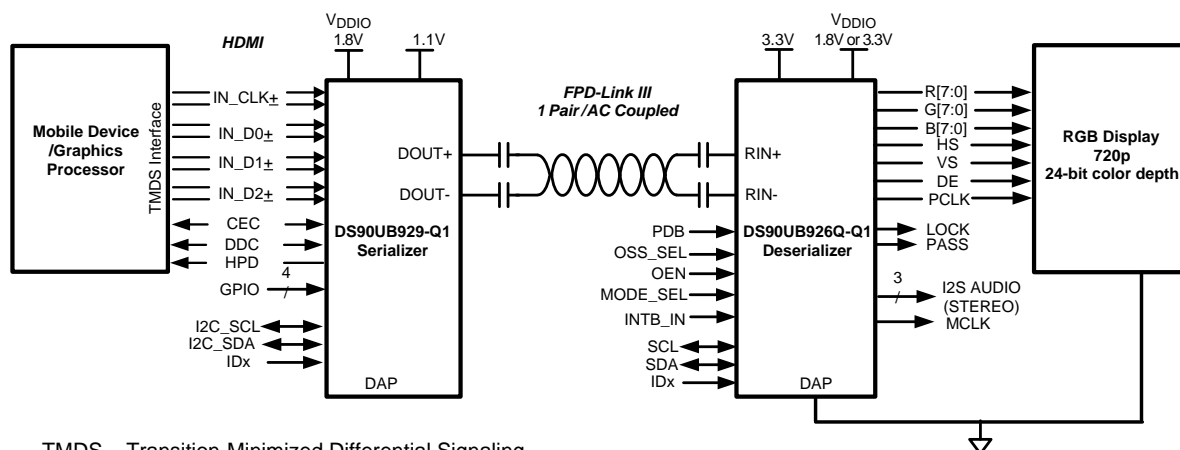 VDDIO
1.8V
1.1V
HDMI
3.3V
VDDIO
1.8V or 3.3V
Mobile Device
/Graphics
Processor
TMDS Interface
IN_CLK±
IN_D0±
IN_D1±
IN_D2±
CEC
DDC
HPD
4
GPIO
I2C_SCL
I2C_SDA
IDx
DOUT+
DOUT-
DS90UB929-Q1
Serializer
DAP
FPD-Link III
1 Pair /AC Coupled
RIN+
RIN-
PDB
OSS_SEL
OEN
MODE_SEL
INTB_IN
SCL
SDA
IDx
DS90UB926Q-Q1
Deserializer
DAP
R[7:0]
G[7:0]
B[7:0]
HS
VS
DE
PCLK
LOCK
PASS
3
I2S AUDIO
(STEREO)
MCLK
RGB Display
720p
24-bit color depth